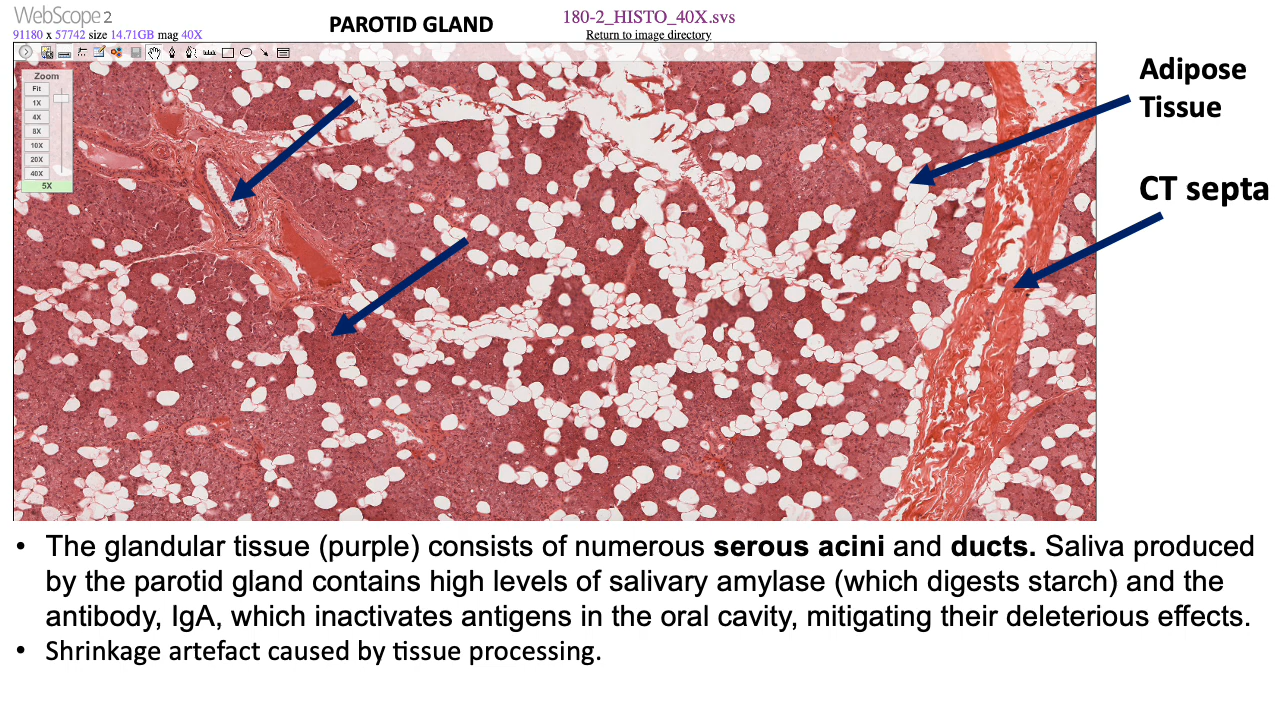 WebScope 2
91180 x 57742 size 14.71GB mag 40X
PAROTID GLAND
180-2_HISTO_40X.svs
Return to image directory
Zoom
Fit
1X
4X
8X
10X
20X
40X
5X
Adipose
Tissue
CT septa
• The glandular tissue (purple) consists of numerous serous acini and ducts. Saliva produced
by the parotid gland contains high levels of salivary amylase (which digests starch) and the
antibody, IgA, which inactivates antigens in the oral cavity, mitigating their deleterious effects.
• Shrinkage artefact caused by tissue processing.